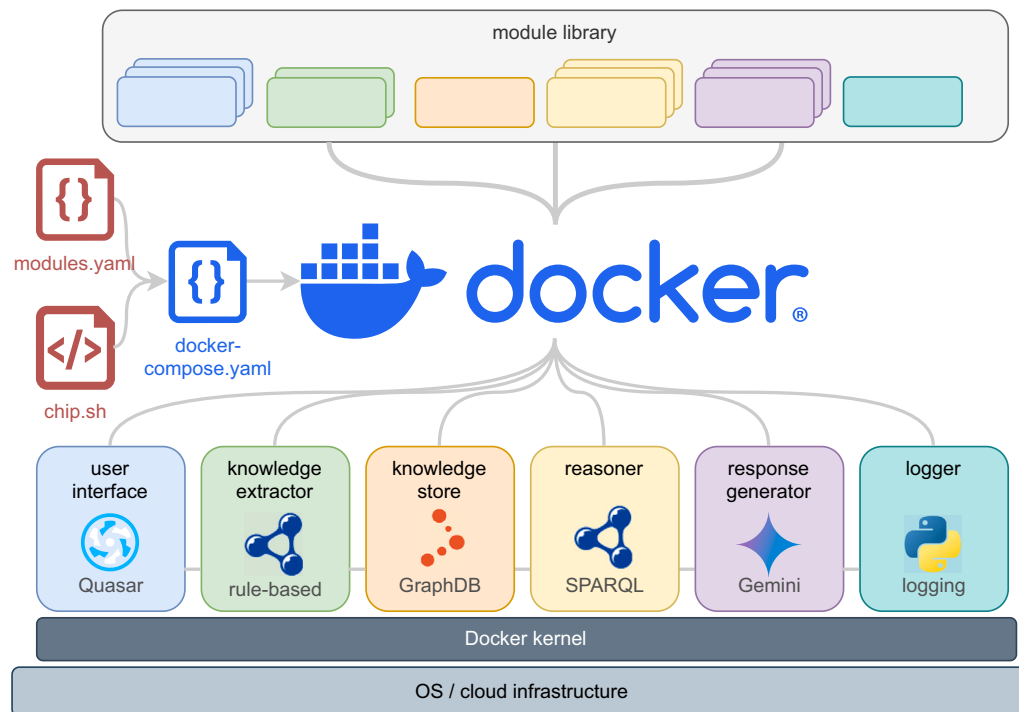 module library
{}
modules.yaml
</>
chip.sh
{}
docker-
compose.yaml
docker®
user
interface
Quasar
knowledge
extractor
rule-based
knowledge
store
GraphDB
reasoner
SPARQL
response
generator
Gemini
logger
logging
Docker kernel
OS / cloud infrastructure